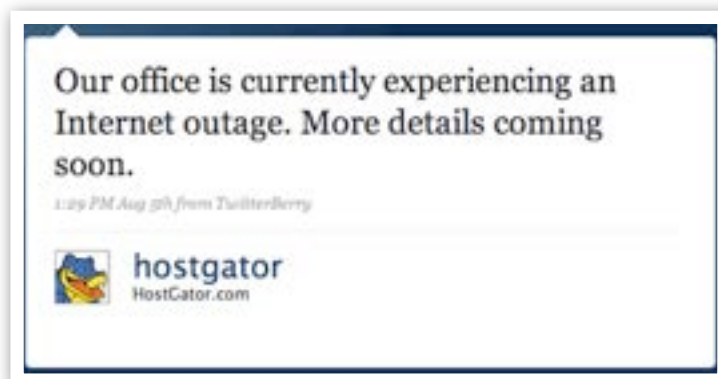 Our office is currently experiencing an
Internet outage. More details coming
soon.
1:29 PM Aug 5th from TwitterBerry
hostgator
HostGator.com